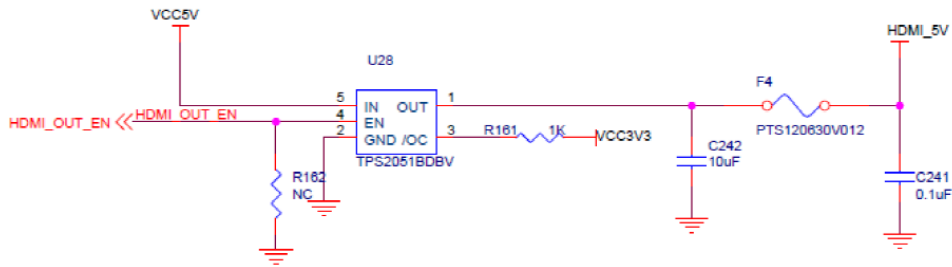 VCC5V
HDMI_5V
U28
F4
5 IN OUT 1
HDMI_OUT_EN HDMI_OUT_EN 4 EN
2 GND /OC 3 R161 1K VCC3V3
TPS2051BDBV
PTS120630V012
C242
10uF
R162
NC
C241
0.1uF